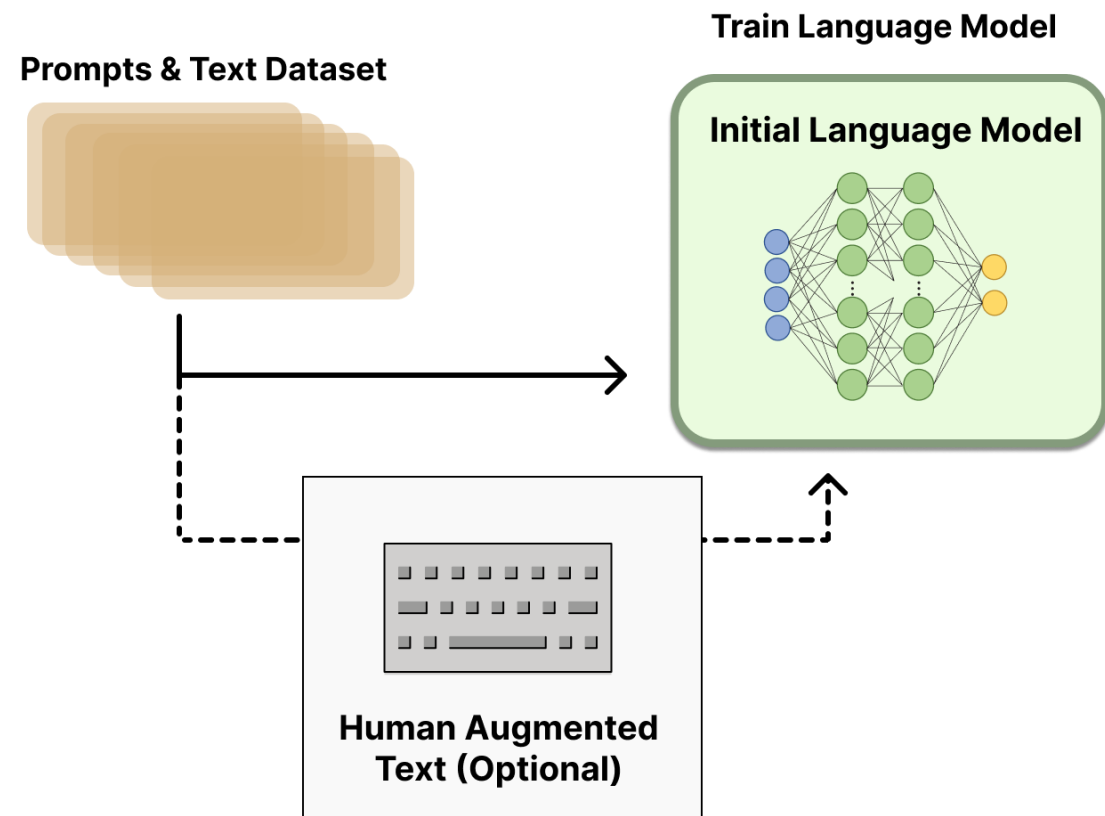 Train Language Model
Prompts & Text Dataset
Initial Language Model
Human Augmented
Text (Optional)